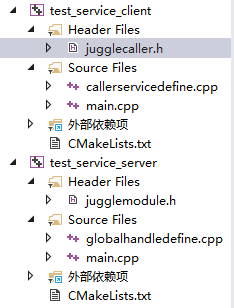 test_service_client
Header Files
jugglecaller.h
Source Files
callerservicedefine.cpp
main.cpp
外部依赖项
CMakeLists.txt
test_service_server
Header Files
jugglemodule.h
Source Files
globalhandledefine.cpp
main.cpp
外部依赖项
CMakeLists.txt